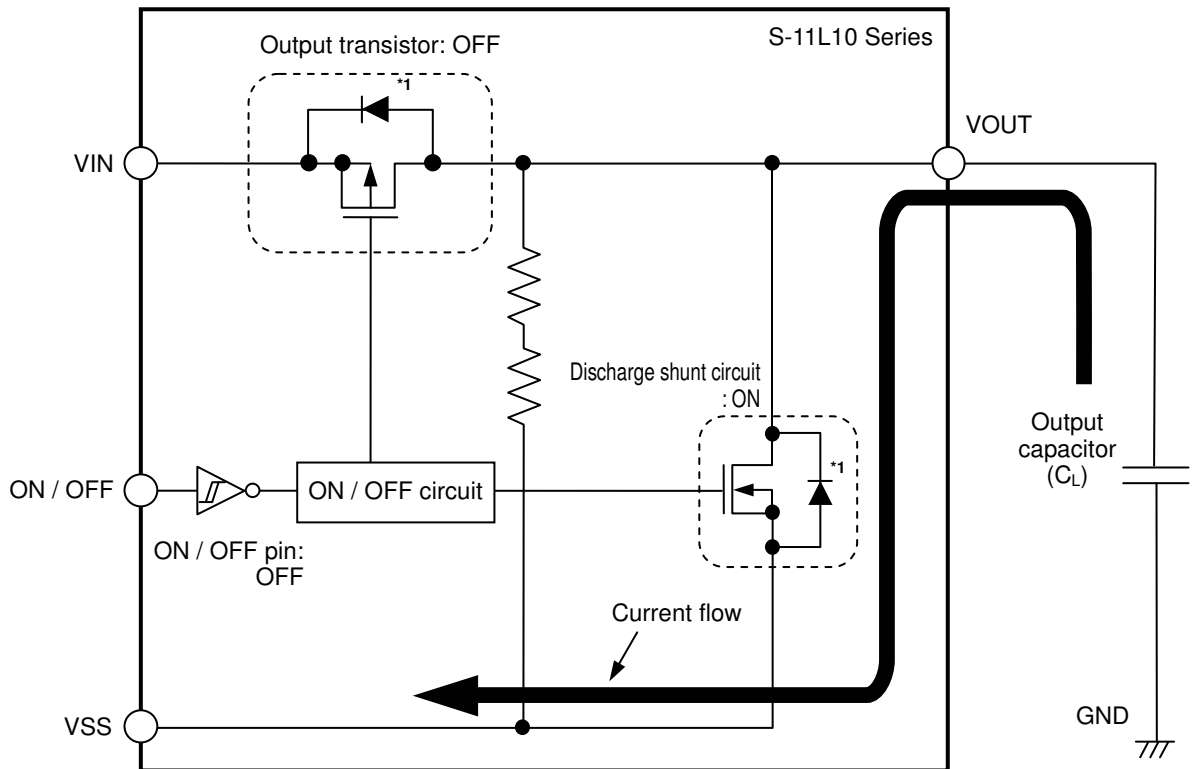 S-11L10 Series
Output transistor: OFF
*1
VOUT
VIN
Discharge shunt circuit
: ON
*1
Output
capacitor
(CL)
ON / OFF
ON / OFF circuit
ON / OFF pin:
OFF
Current flow
GND
VSS